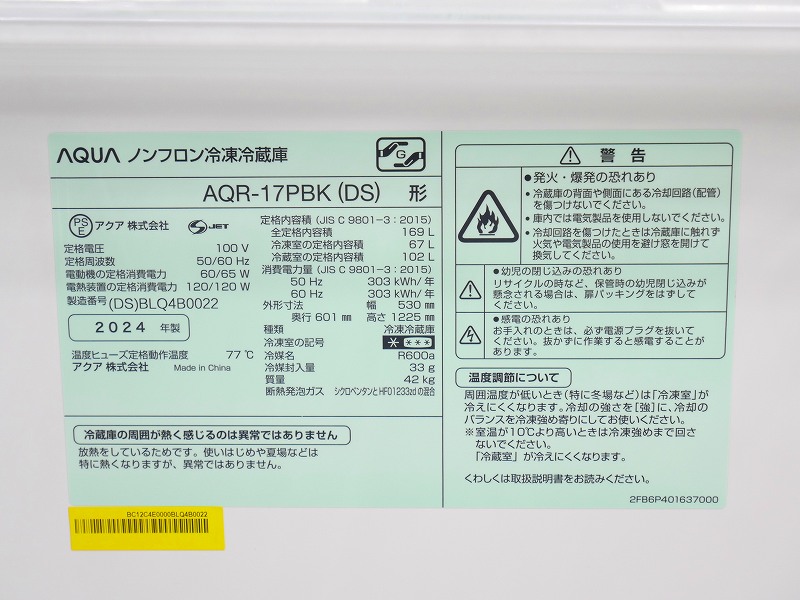 AQUA ノンフロン冷凍冷蔵庫
G
AQR-17PBK (DS) 形
PS E アクア 株式会社 S JET
定格電圧 100 V
定格周波数 50/60 Hz
電動機の定格消費電力 60/65 W
電熱装置の定格消費電力 120/120 W
製造番号 (DS)BLQ4B0022
2024 年製
温度ヒューズ定格動作温度 77℃
アクア 株式会社 Made in China
定格内容積 (JIS C 9801-3:2015)
全定格内容積 169 L
冷凍室の定格内容積 67 L
冷蔵室の定格内容積 102 L
消費電力量 (JIS C 9801-3:2015)
50 Hz 303 kWh/年
60 Hz 303 kWh/年
外形寸法 幅 530 mm
奥行 601 mm 高さ 1225 mm
種類 冷凍冷蔵庫
冷凍室の記号 * ***
冷媒名 R600a
冷媒封入量 33 g
質量 42 kg
断熱発泡ガス シクロペンタンとHFO1233zdの混合
冷蔵庫の周囲が熱く感じるのは異常ではありません
放熱をしているためです。使いはじめや夏場などは
特に熱くなりますが、異常ではありません。
BC12C4E0000BLQ4B0022
警 告
●発火・爆発の恐れあり
・冷蔵庫の背面や側面にある冷却回路(配管)
を傷つけないでください。
・庫内では電気製品を使用しないでください。
・冷却回路を傷つけたときは冷蔵庫に触れず
火気や電気製品の使用を避け窓を開けて
換気してください。
●幼児の閉じ込みの恐れあり
リサイクルの時など、保管時の幼児閉じ込みが
懸念される場合は、扉パッキングをはずして
ください。
●感電の恐れあり
お手入れのときは、必ず電源プラグを抜いて
ください。抜かずに作業すると感電することが
あります。
温度調節について
周囲温度が低いとき(特に冬場など)は「冷凍室」が
冷えにくくなります。冷却の強さを[強]に、冷却の
バランスを冷凍強め寄りにしてお使いください。
※室温が10℃より高いときは冷凍強めまで回さ
ないでください。
「冷蔵室」が冷えにくくなります。
くわしくは取扱説明書をお読みください。
2FB6P401637000